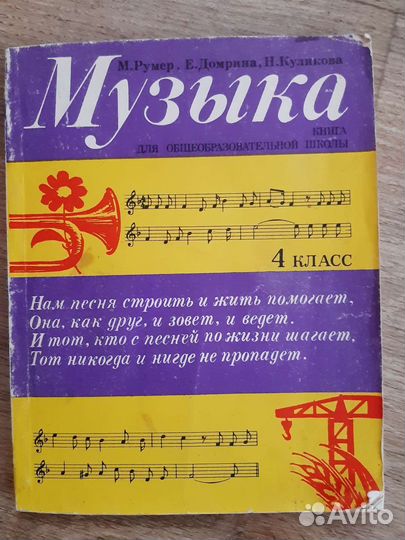 М. Румер, Е. Домрина, Н. Куликова
Музыка
КНИГА
ДЛЯ ОБЩЕОБРАЗОВАТЕЛЬНОЙ ШКОЛЫ
4 КЛАСС
Нам песня строить и жить помогает,
Она, как друг, и зовет, и ведет.
И тот, кто с песней по жизни шагает,
Тот никогда и нигде не пропадет.
Avito